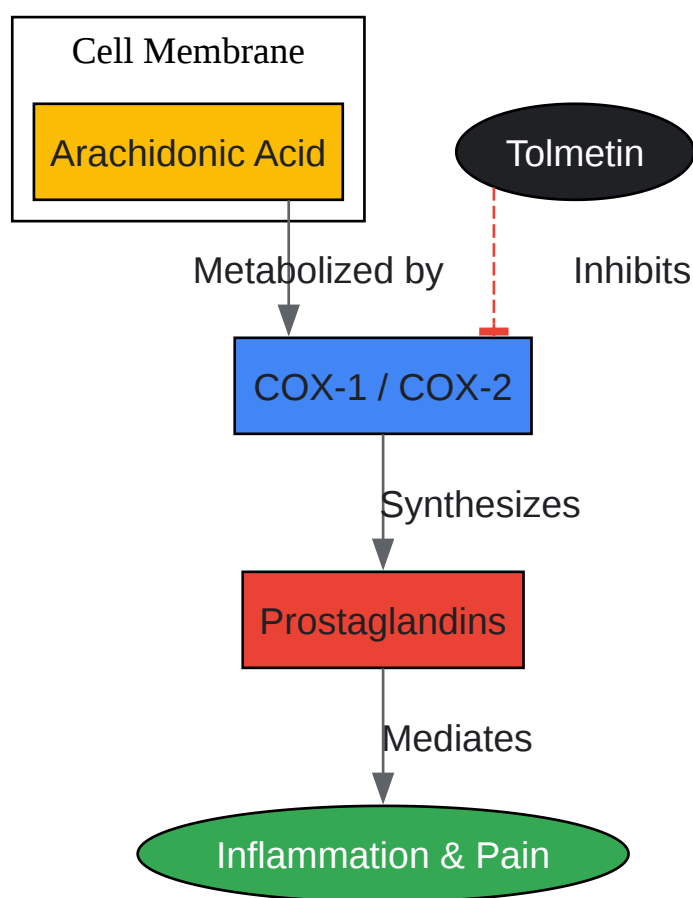 Cell Membrane
Arachidonic Acid
Tolmetin
Metabolized by
Inhibits
COX-1 / COX-2
Synthesizes
Prostaglandins
Mediates
Inflammation & Pain